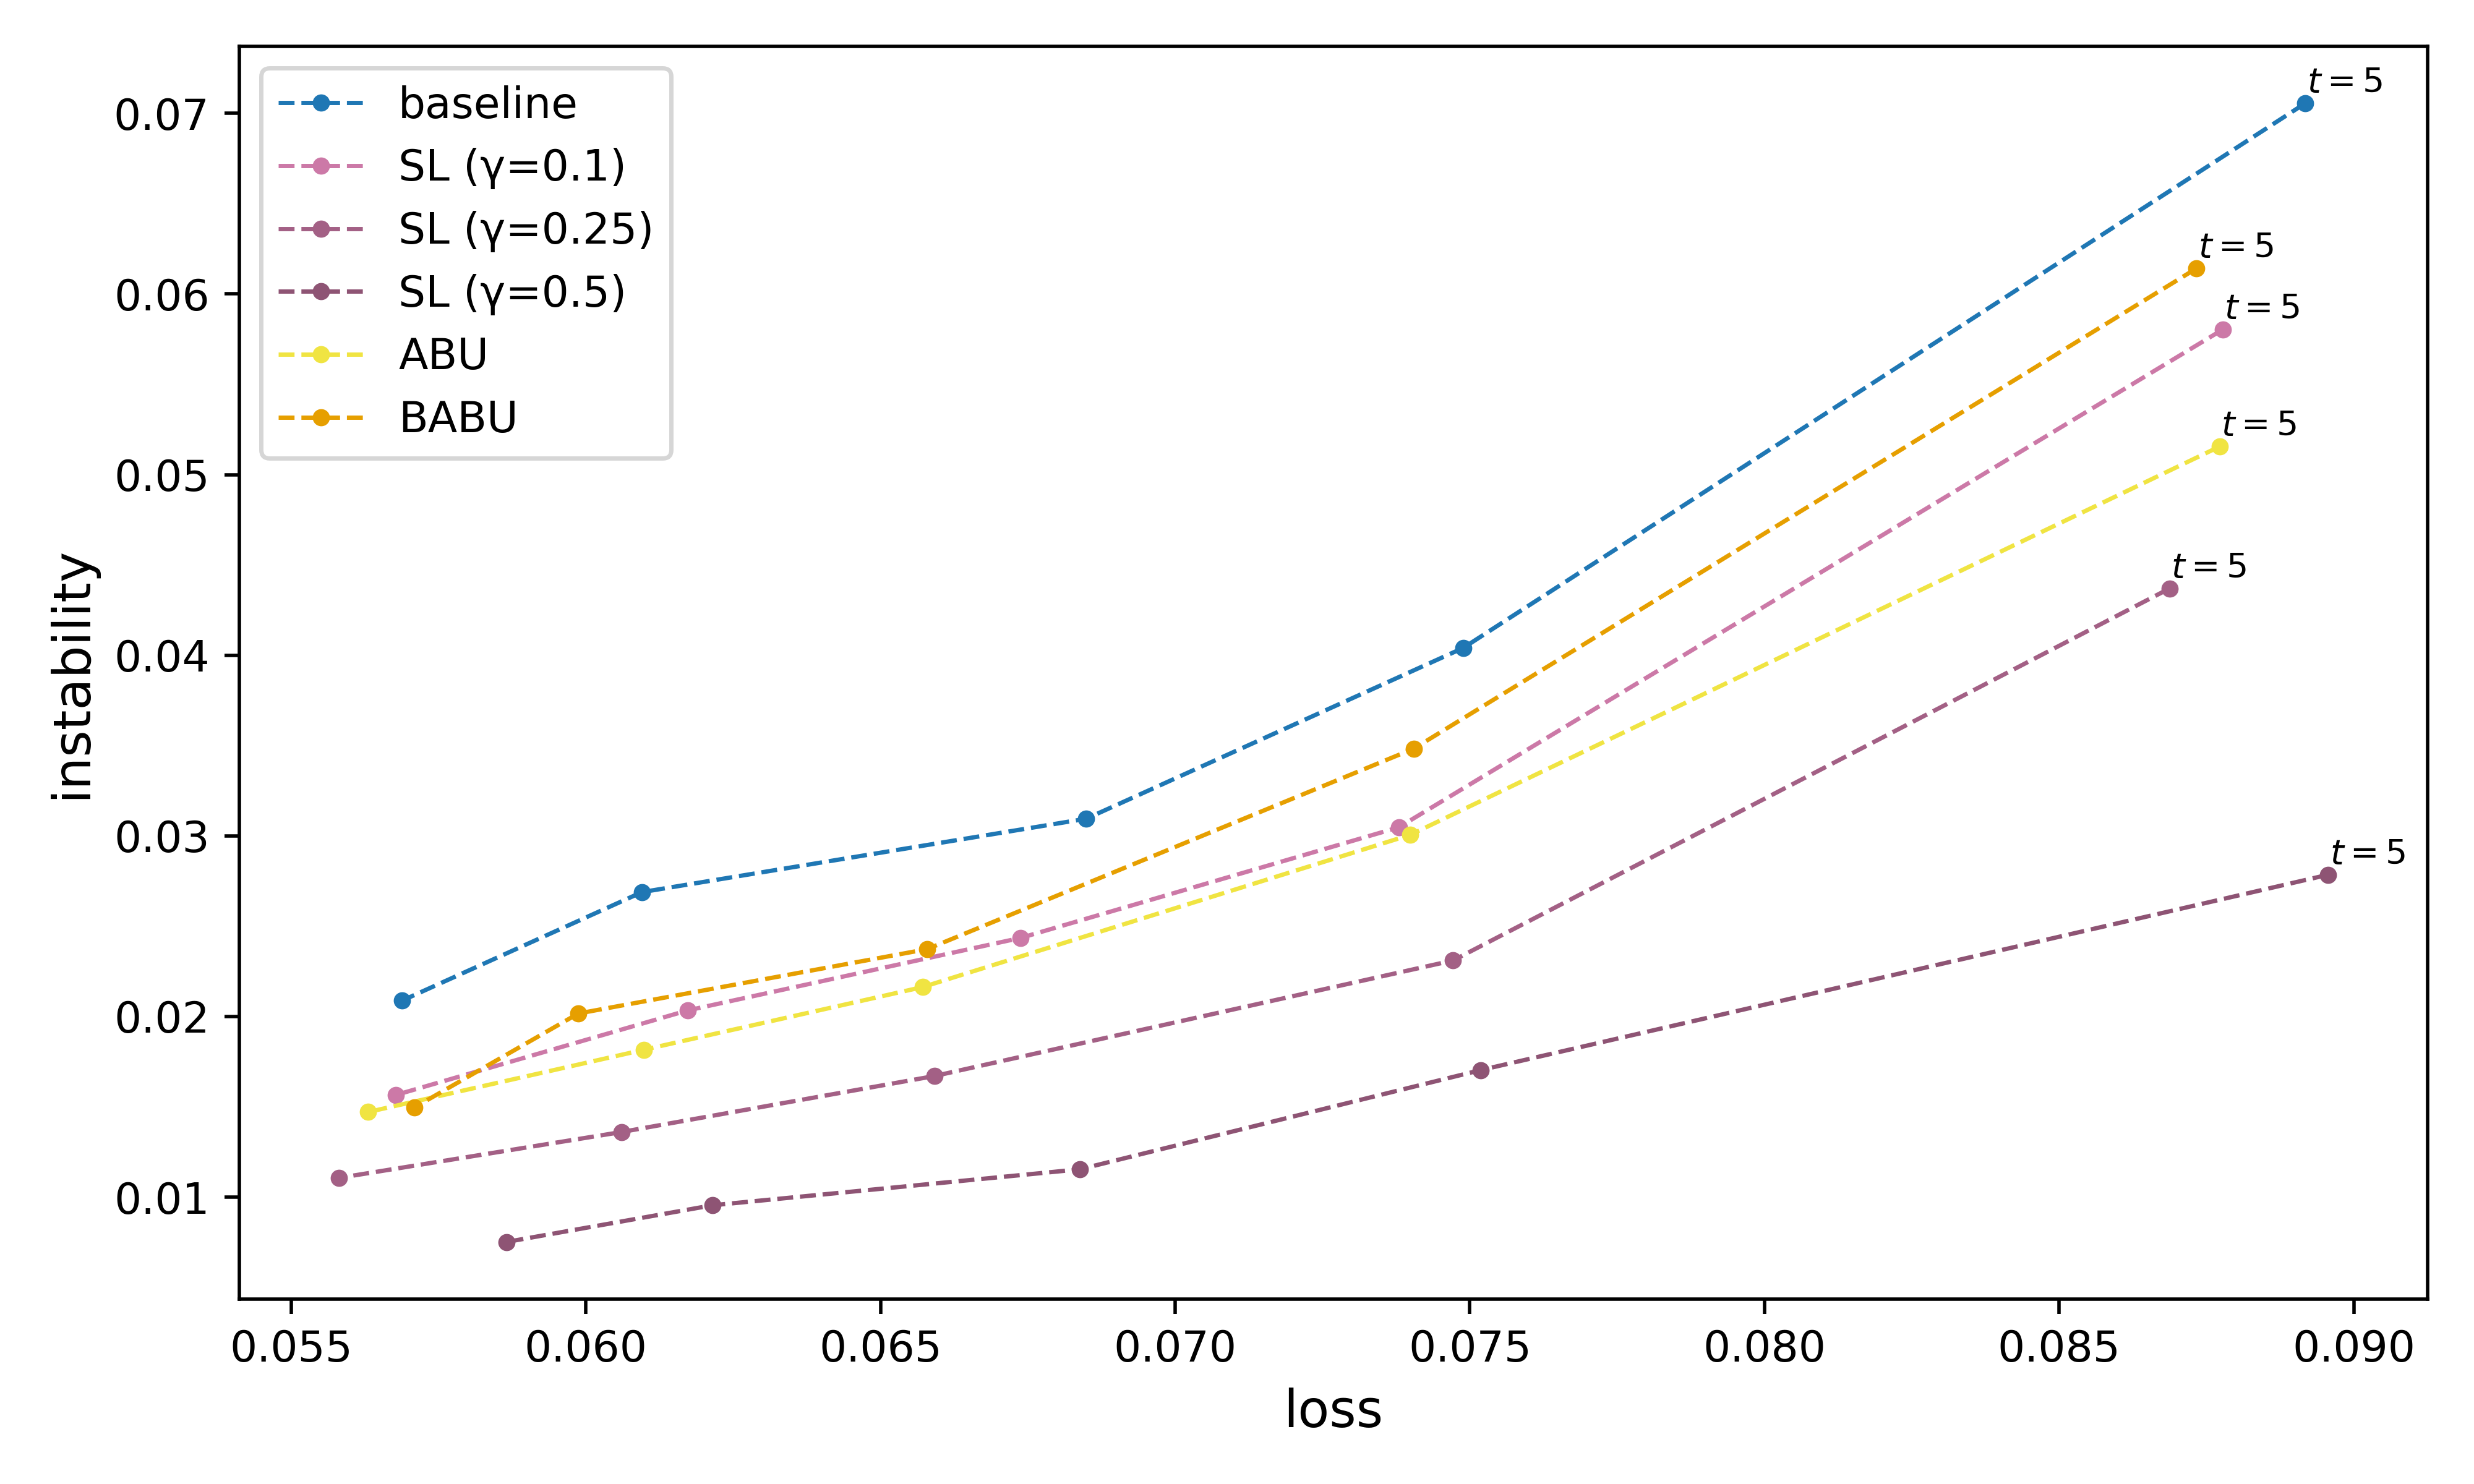 baseline
SL (γ=0.1)
SL (γ=0.25)
SL (γ=0.5)
ABU
BABU
t = 5
t = 5
t = 5
t = 5
t = 5
t = 5
0.07
0.06
0.05
0.04
0.03
0.02
0.01
instability
0.055 0.060 0.065 0.070 0.075 0.080 0.085 0.090
loss